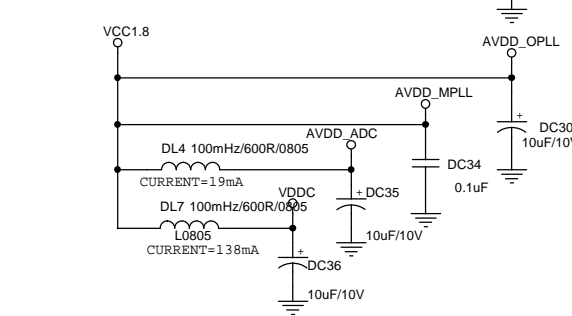 VCC1.8
AVDD_OPLL
AVDD_MPLL
DC30
10uF/10V
AVDD_ADC
DL4 100mHz/600R/0805
DC34
CURRENT=19mA
0.1uF
VDDC
DC35
DL7 100mHz/600R/0805
L0805
10uF/10V
CURRENT=138mA
DC36
10uF/10V